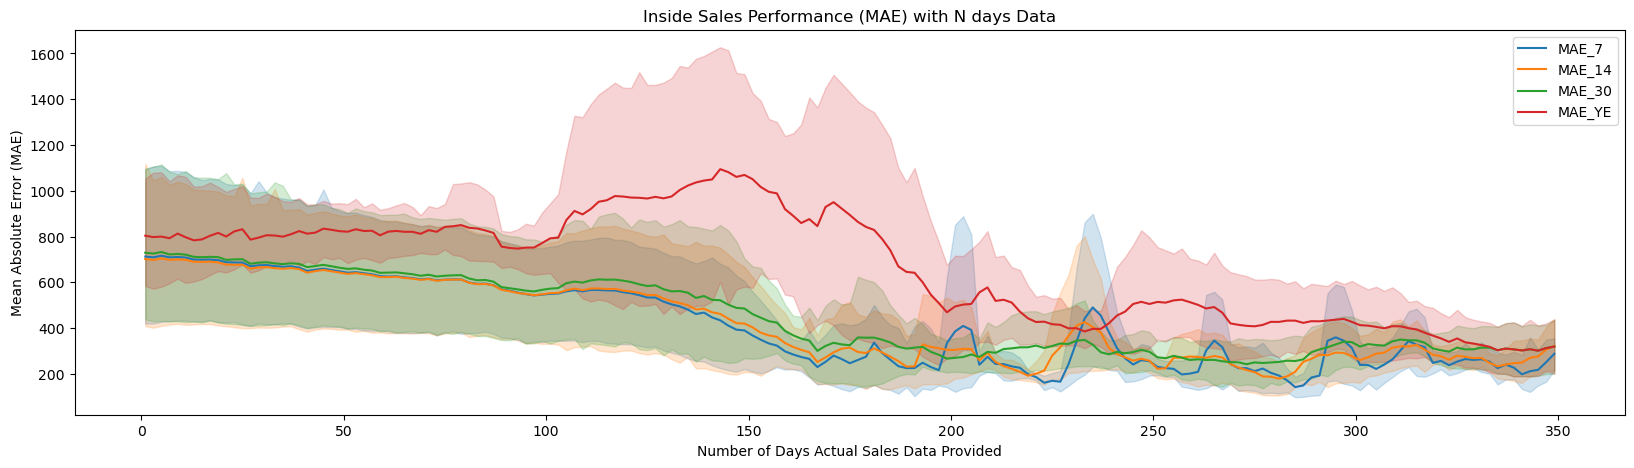 Inside Sales Performance (MAE) with N days Data
Mean Absolute Error (MAE)
1600
1400
1200
1000
800
600
400
200
MAE_7
MAE_14
MAE_30
MAE_YE
0 50 100 150 200 250 300 350
Number of Days Actual Sales Data Provided